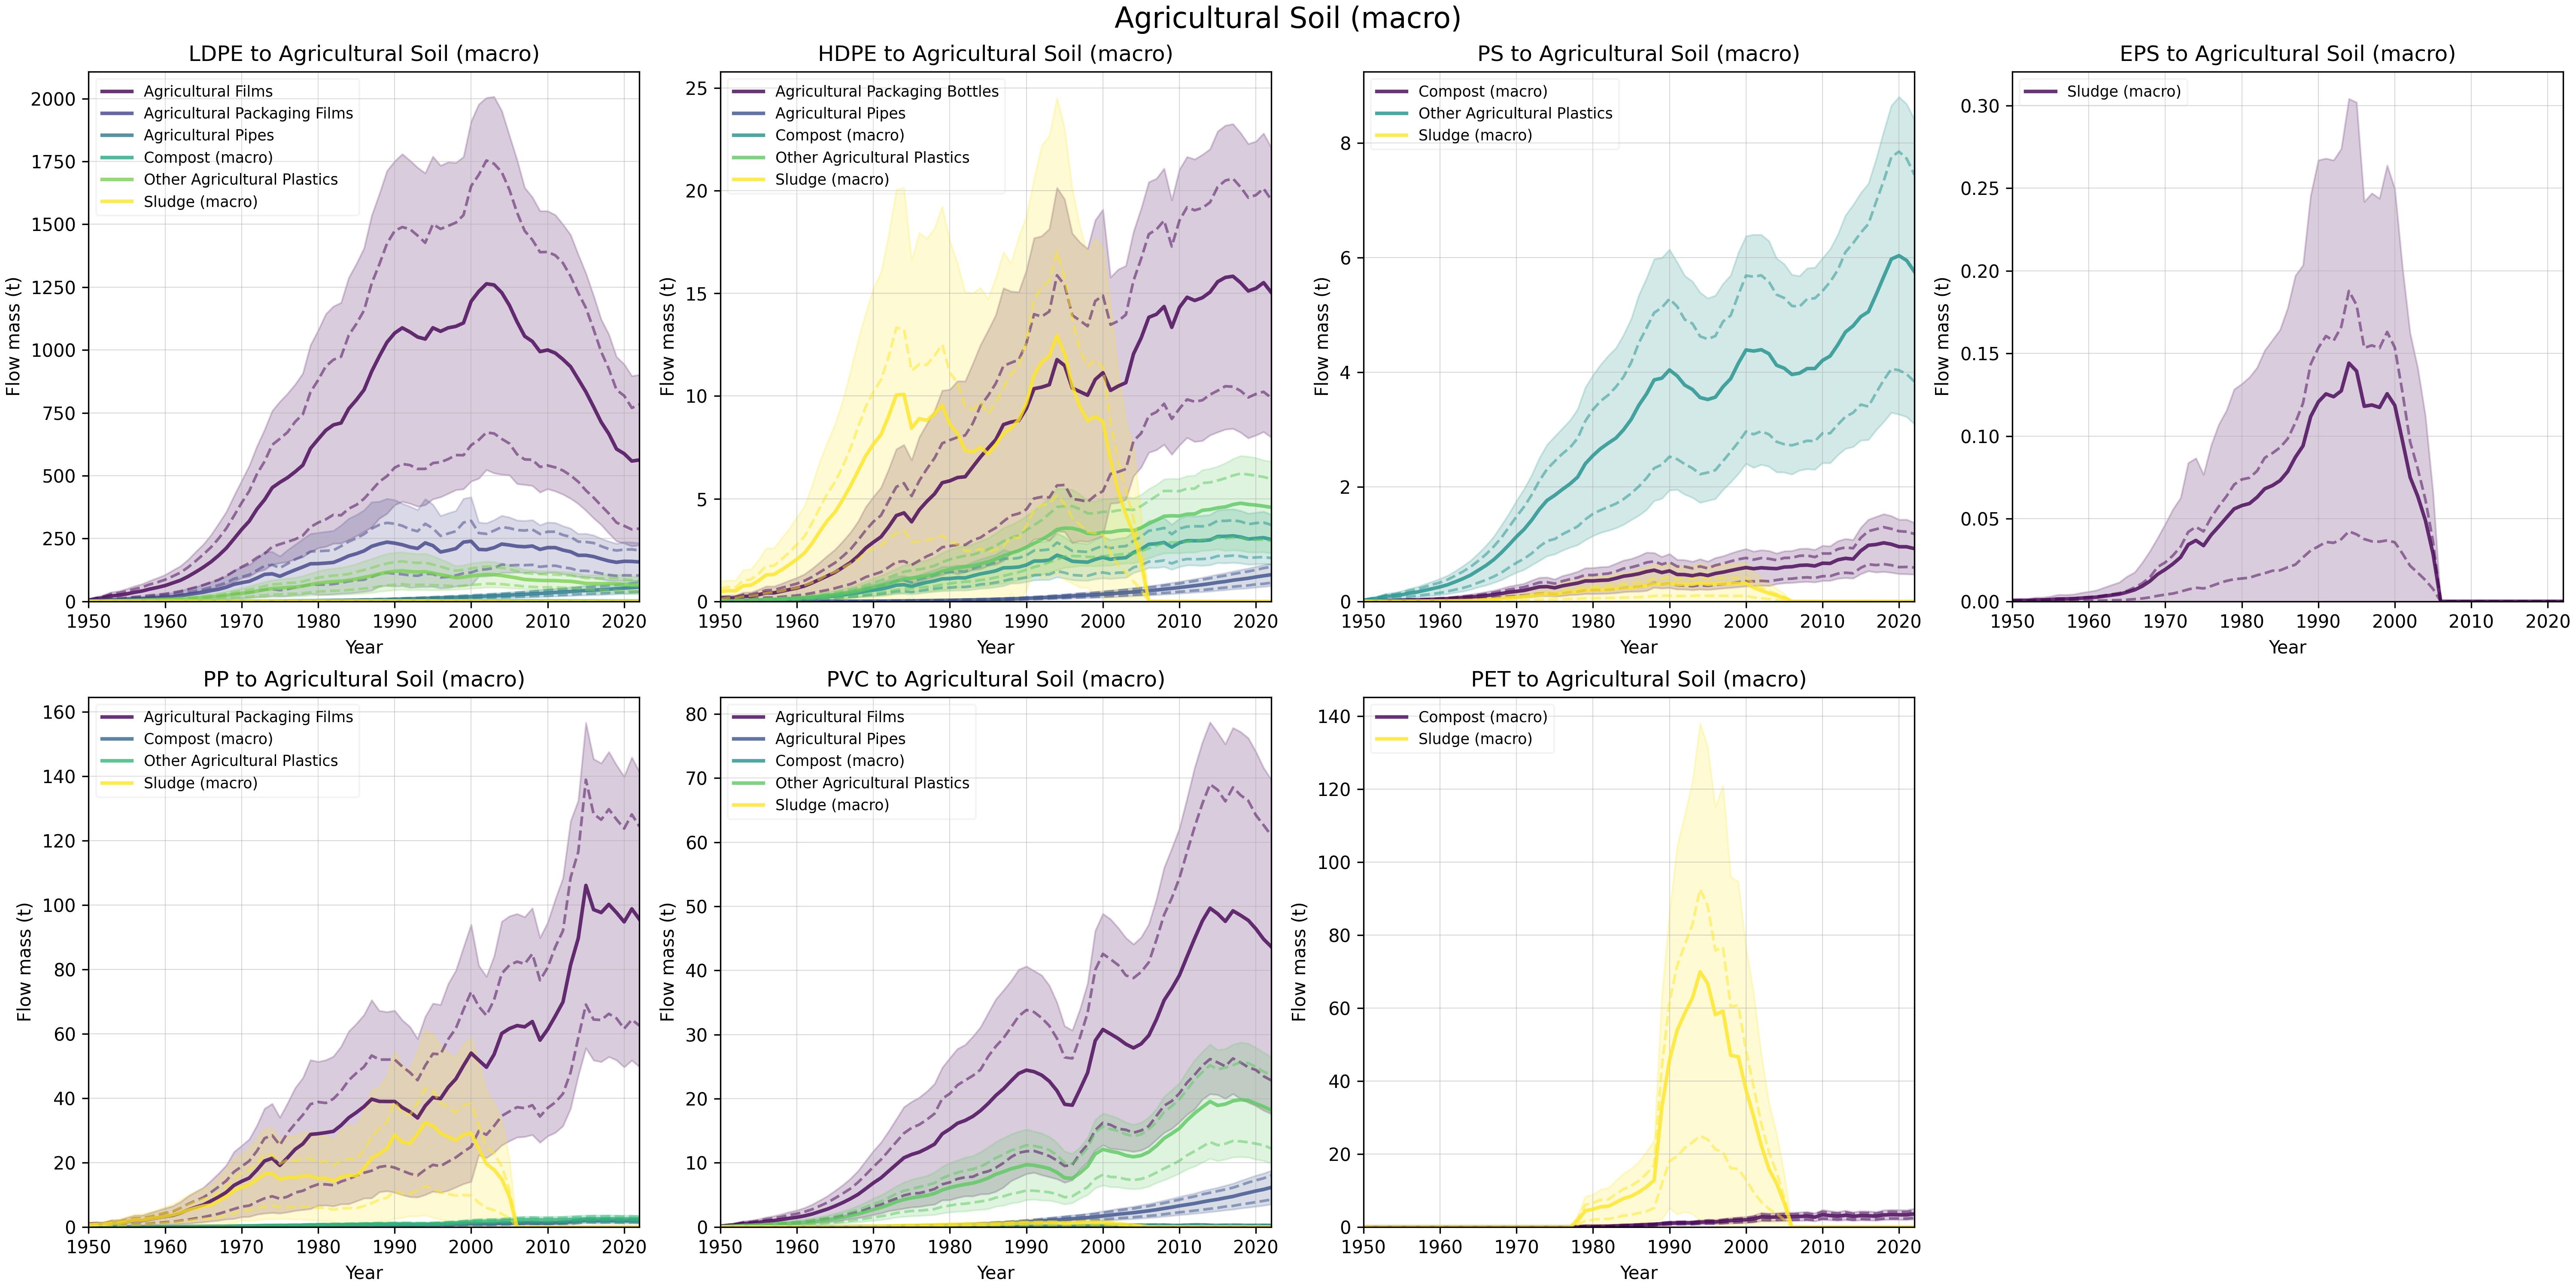 Agricultural Soil (macro)
LDPE to Agricultural Soil (macro)
Flow mass (t)
2000
1750
1500
1250
1000
750
500
250
0
Agricultural Films
Agricultural Packaging Films
Agricultural Pipes
Compost (macro)
Other Agricultural Plastics
Sludge (macro)
1950 1960 1970 1980 1990 2000 2010 2020
Year
HDPE to Agricultural Soil (macro)
Flow mass (t)
25
20
15
10
5
0
Agricultural Packaging Bottles
Agricultural Pipes
Compost (macro)
Other Agricultural Plastics
Sludge (macro)
1950 1960 1970 1980 1990 2000 2010 2020
Year
PS to Agricultural Soil (macro)
Flow mass (t)
8
6
4
2
0
Compost (macro)
Other Agricultural Plastics
Sludge (macro)
1950 1960 1970 1980 1990 2000 2010 2020
Year
EPS to Agricultural Soil (macro)
Flow mass (t)
0.30
0.25
0.20
0.15
0.10
0.05
0.00
Sludge (macro)
1950 1960 1970 1980 1990 2000 2010 2020
Year
PP to Agricultural Soil (macro)
Flow mass (t)
160
140
120
100
80
60
40
20
0
Agricultural Packaging Films
Compost (macro)
Other Agricultural Plastics
Sludge (macro)
1950 1960 1970 1980 1990 2000 2010 2020
Year
PVC to Agricultural Soil (macro)
Flow mass (t)
80
70
60
50
40
30
20
10
0
Agricultural Films
Agricultural Pipes
Compost (macro)
Other Agricultural Plastics
Sludge (macro)
1950 1960 1970 1980 1990 2000 2010 2020
Year
PET to Agricultural Soil (macro)
Flow mass (t)
140
120
100
80
60
40
20
0
Compost (macro)
Sludge (macro)
1950 1960 1970 1980 1990 2000 2010 2020
Year